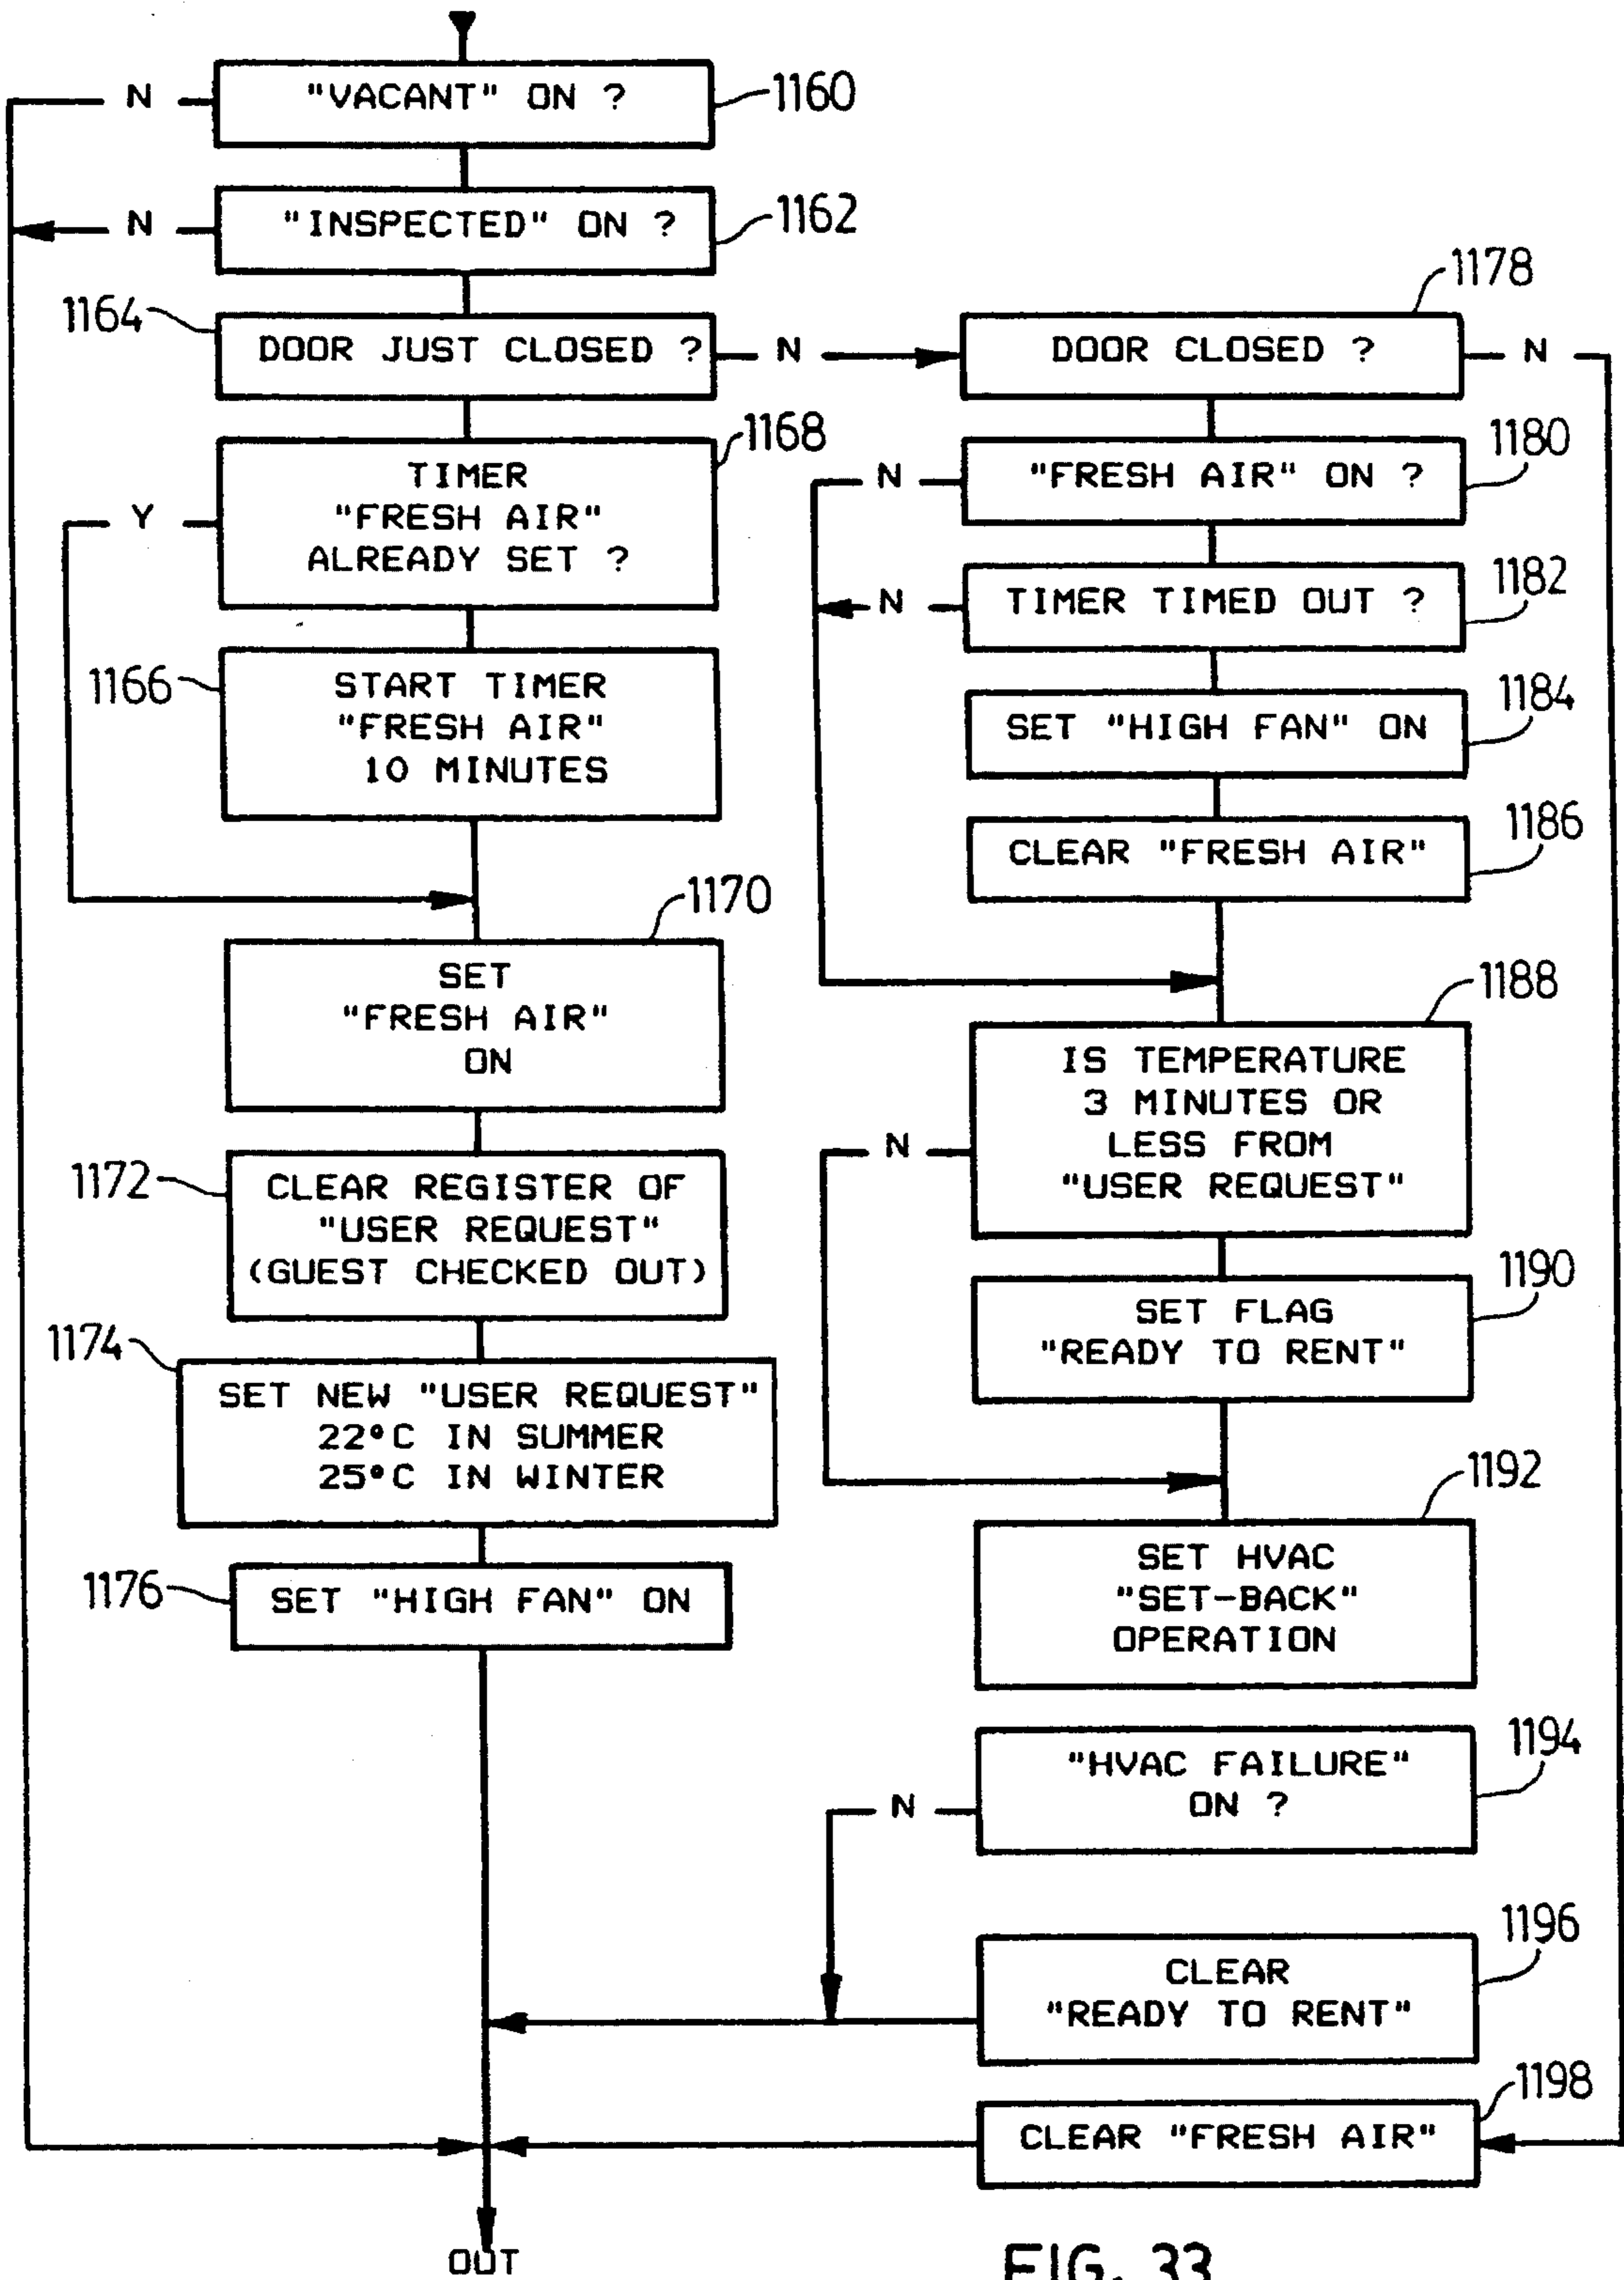 N
"VACANT" ON ?
1160
N
"INSPECTED" ON ?
1162
1164
DOOR JUST CLOSED ?
N
1178
DOOR CLOSED ?
N
1168
TIMER
"FRESH AIR"
ALREADY SET ?
Y
1166
START TIMER
"FRESH AIR"
10 MINUTES
1170
SET
"FRESH AIR"
ON
1172
CLEAR REGISTER OF
"USER REQUEST"
(GUEST CHECKED OUT)
1174
SET NEW "USER REQUEST"
22°C IN SUMMER
25°C IN WINTER
1176
SET "HIGH FAN" ON
1180
N
"FRESH AIR" ON ?
1182
N
TIMER TIMED OUT ?
1184
SET "HIGH FAN" ON
1186
CLEAR "FRESH AIR"
1188
IS TEMPERATURE
3 MINUTES OR
LESS FROM
"USER REQUEST"
N
1190
SET FLAG
"READY TO RENT"
1192
SET HVAC
"SET-BACK"
OPERATION
1194
"HVAC FAILURE"
ON ?
N
1196
CLEAR
"READY TO RENT"
1198
CLEAR "FRESH AIR"
OUT
FIG. 33